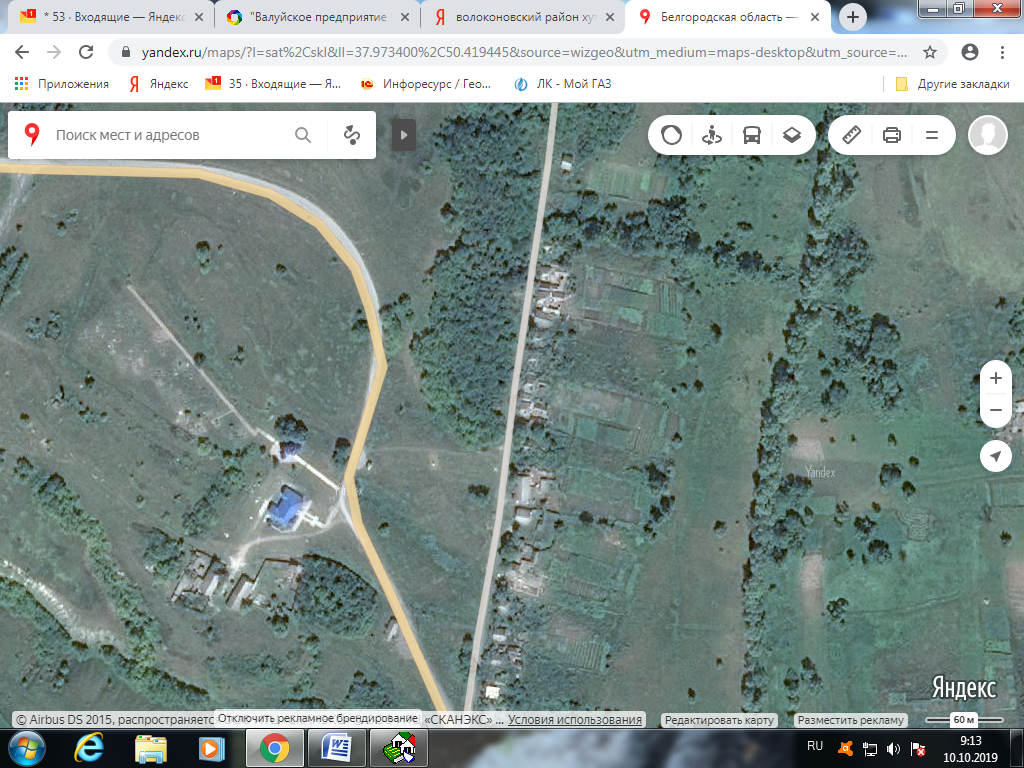 * 53 · Входящие — Яндекс
"Валуйское предприятие
волоконовский район хут
Белгородская область —
yandex.ru/maps/?l=sat%2Cskl&ll=37.973400%2C50.419445&source=wizgeo&utm_medium=maps-desktop&utm_source=...
Приложения
Яндекс
35 · Входящие — Я...
Инфоресурс / Гео...
ЛК - Мой ГАЗ
Другие закладки
Поиск мест и адресов
Yandex
Яндекс
© Airbus DS 2015, распространяетс
Отключить рекламное брендирование
«СКАНЭКС» ...
Условия использования
Редактировать карту
Разместить рекламу
60 м
RU
9:13
10.10.2019